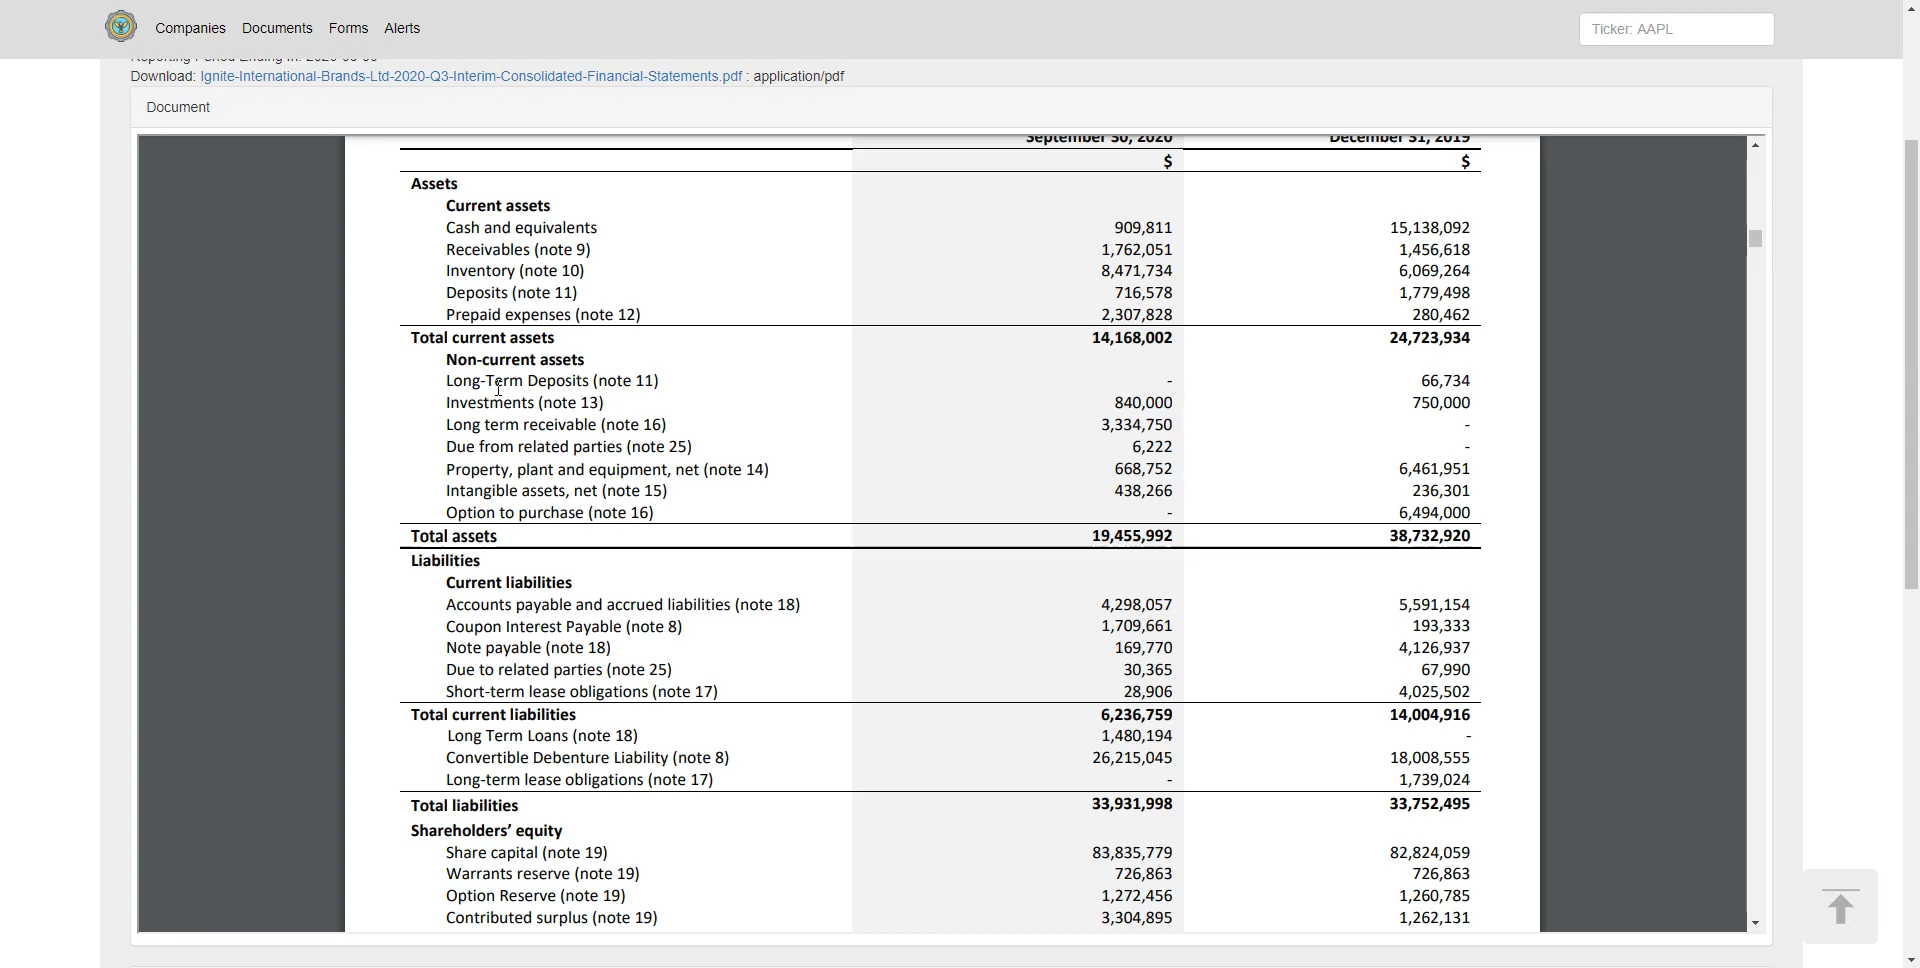 Companies Documents Forms Alerts
Ticker: AAPL
Download: Ignite-International-Brands-Ltd-2020-Q3-Interim-Consolidated-Financial-Statements.pdf : application/pdf
Document
September 30, 2020 December 31, 2019
$ $
Assets
Current assets
Cash and equivalents 909,811 15,138,092
Receivables (note 9) 1,762,051 1,456,618
Inventory (note 10) 8,471,734 6,069,264
Deposits (note 11) 716,578 1,779,498
Prepaid expenses (note 12) 2,307,828 280,462
Total current assets 14,168,002 24,723,934
Non-current assets
Long-Term Deposits (note 11) - 66,734
Investments (note 13) 840,000 750,000
Long term receivable (note 16) 3,334,750 -
Due from related parties (note 25) 6,222 -
Property, plant and equipment, net (note 14) 668,752 6,461,951
Intangible assets, net (note 15) 438,266 236,301
Option to purchase (note 16) - 6,494,000
Total assets 19,455,992 38,732,920
Liabilities
Current liabilities
Accounts payable and accrued liabilities (note 18) 4,298,057 5,591,154
Coupon Interest Payable (note 8) 1,709,661 193,333
Note payable (note 18) 169,770 4,126,937
Due to related parties (note 25) 30,365 67,990
Short-term lease obligations (note 17) 28,906 4,025,502
Total current liabilities 6,236,759 14,004,916
Long Term Loans (note 18) 1,480,194 -
Convertible Debenture Liability (note 8) 26,215,045 18,008,555
Long-term lease obligations (note 17) - 1,739,024
Total liabilities 33,931,998 33,752,495
Shareholders’ equity
Share capital (note 19) 83,835,779 82,824,059
Warrants reserve (note 19) 726,863 726,863
Option Reserve (note 19) 1,272,456 1,260,785
Contributed surplus (note 19) 3,304,895 1,262,131